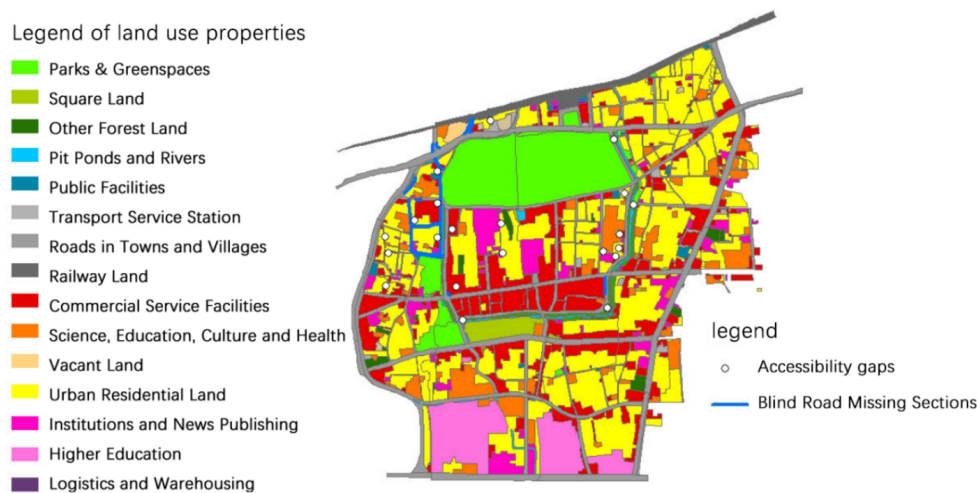 Legend of land use properties
Parks & Greenspaces
Square Land
Other Forest Land
Pit Ponds and Rivers
Public Facilities
Transport Service Station
Roads in Towns and Villages
Railway Land
Commercial Service Facilities
Science, Education, Culture and Health
Vacant Land
Urban Residential Land
Institutions and News Publishing
Higher Education
Logistics and Warehousing
legend
Accessibility gaps
Blind Road Missing Sections